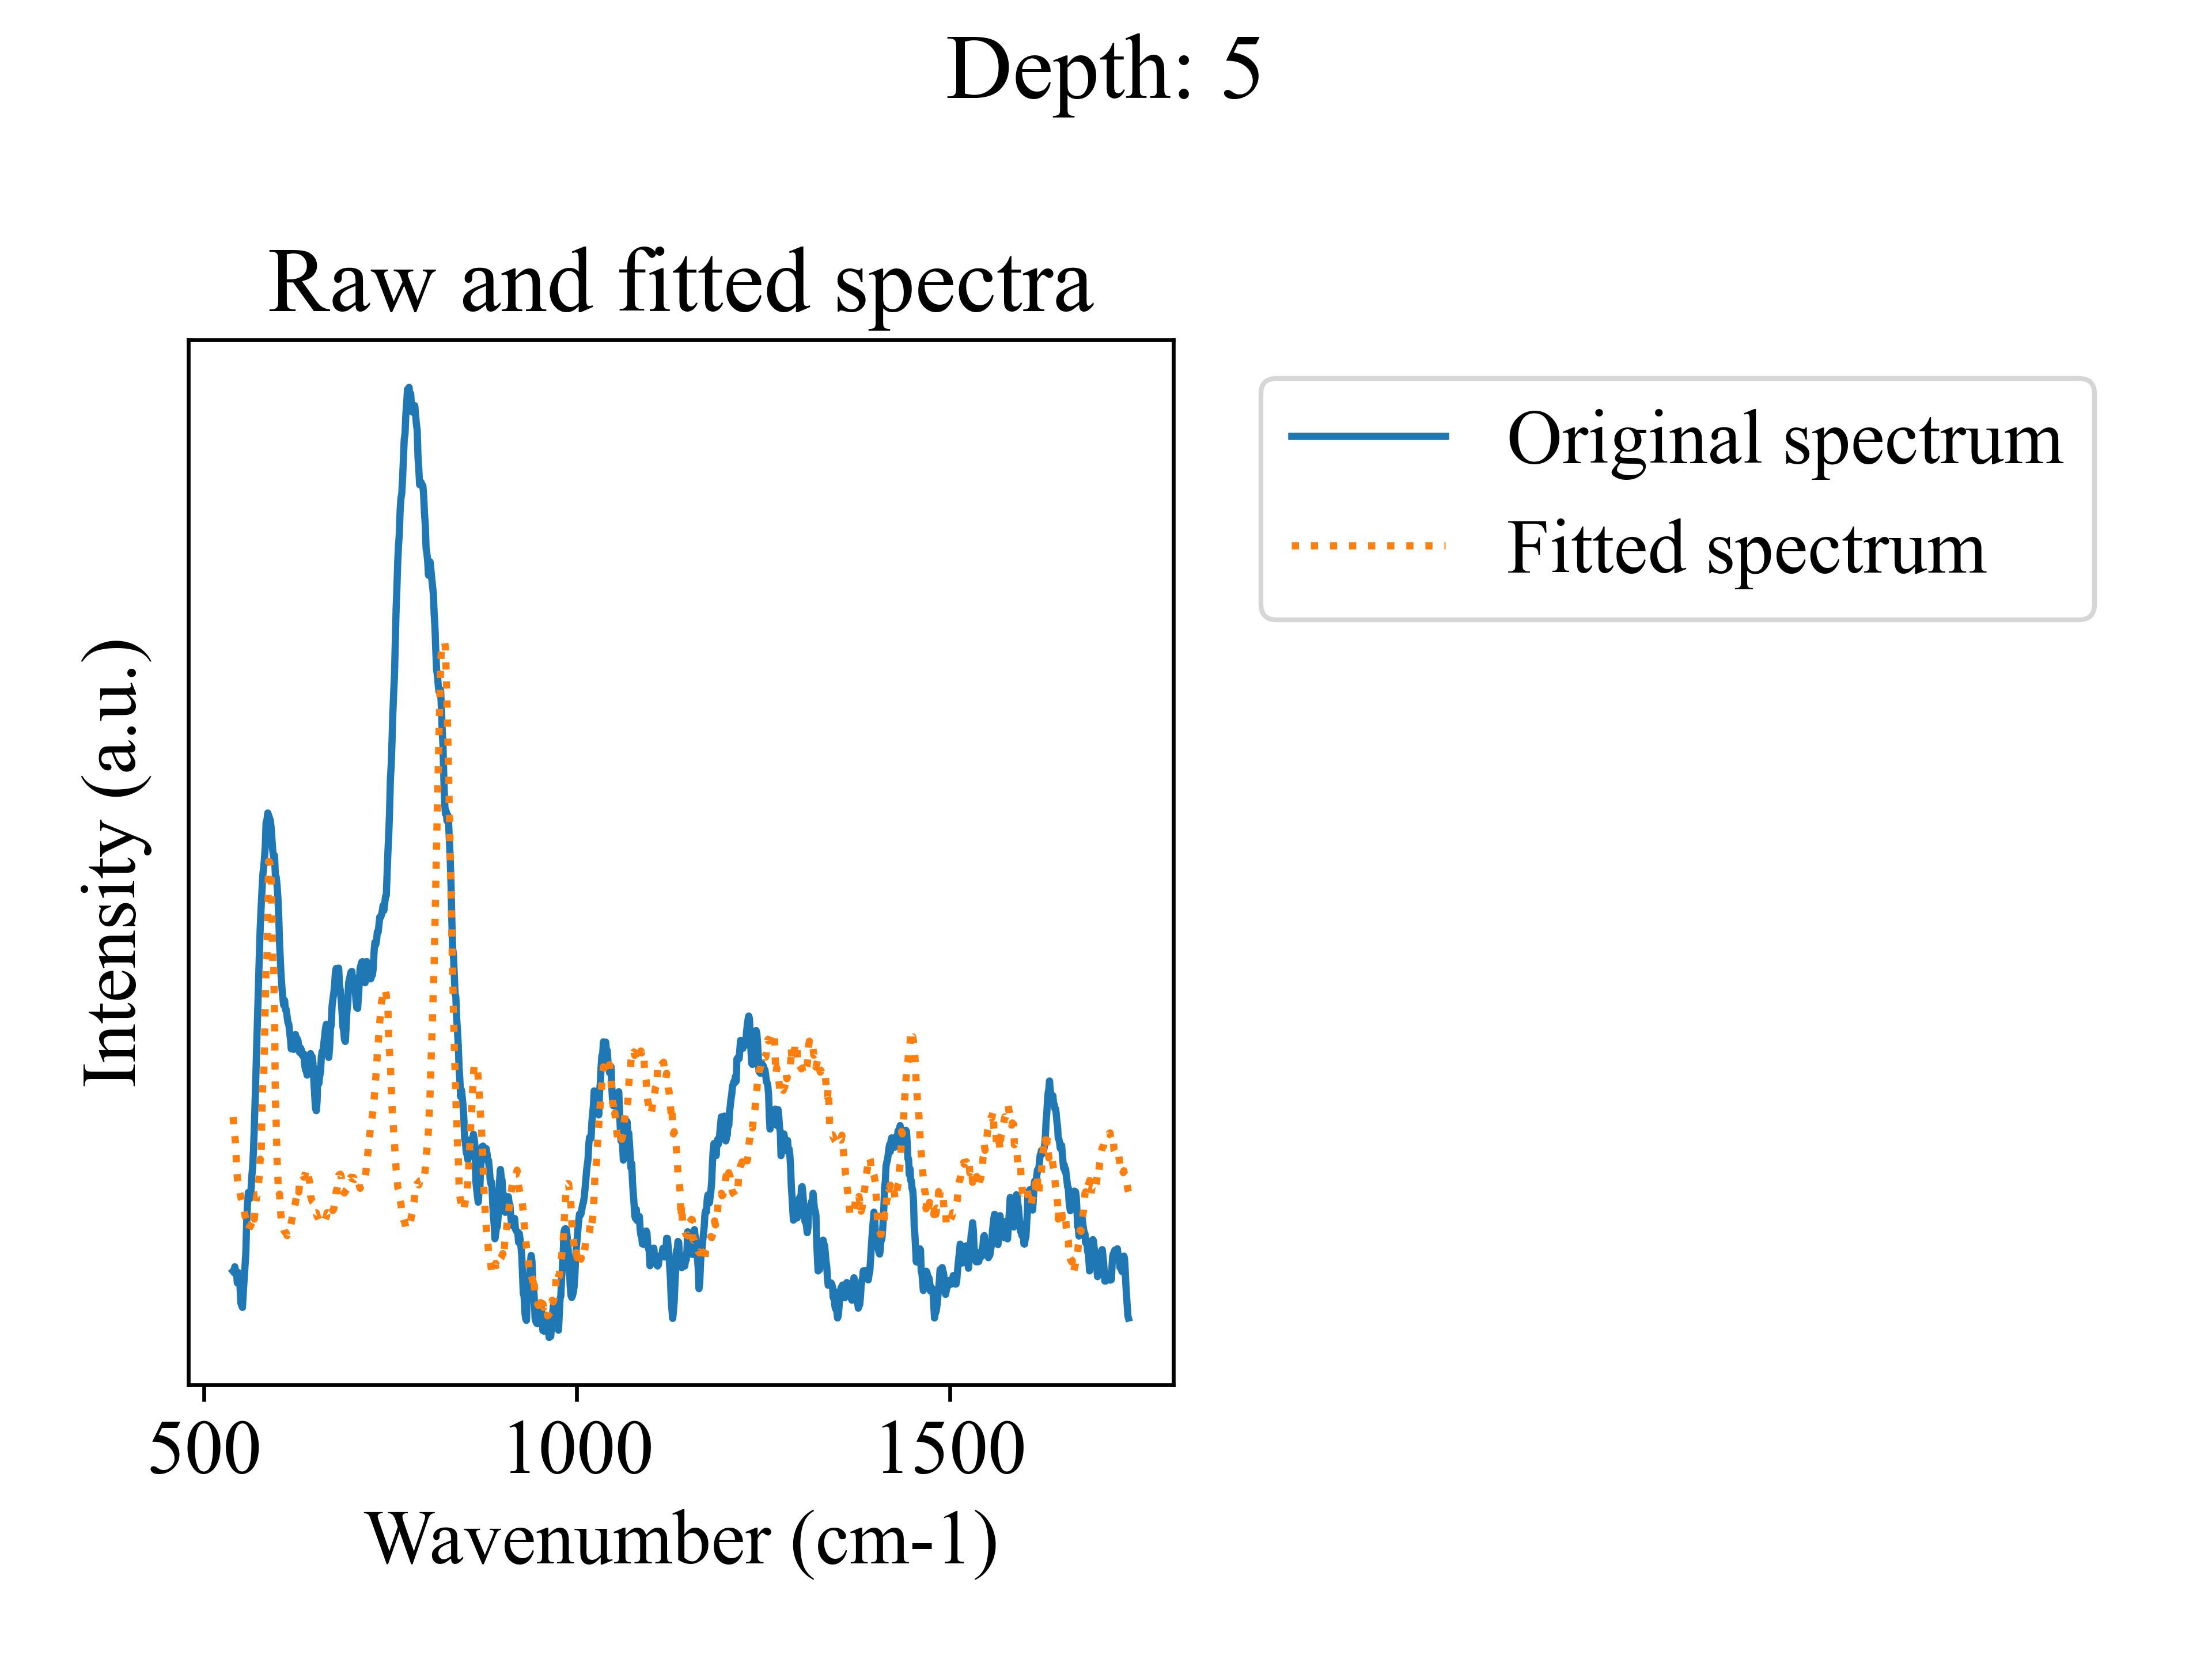 Depth: 5
Raw and fitted spectra
Original spectrum
Fitted spectrum
Intensity (a.u.)
500 1000 1500
Wavenumber (cm-1)